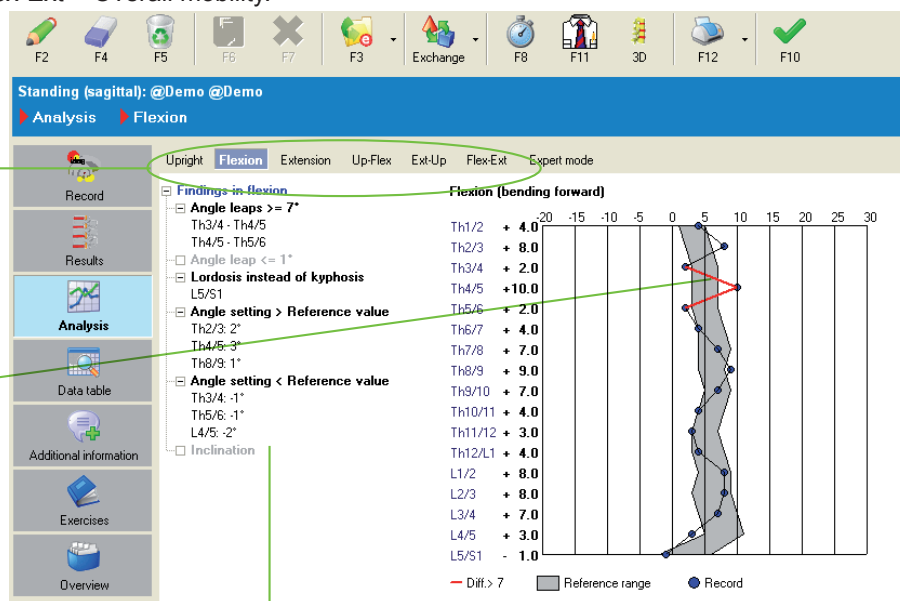 Overall mobility.
F2 F4 F5 F6 F7 F3 Exchange F8 F11 3D F12 F10
Standing (sagittal): @Demo @Demo
Analysis Flexion
Upright Flexion Extension Up-Flex Ext-Up Flex-Ext Expert mode
Record
Results
Analysis
Data table
Additional information
Exercises
Overview
Findings in flexion
Angle leaps >= 7°
Th3/4 - Th4/5
Th4/5 - Th5/6
Angle leap <= 1°
Lordosis instead of kyphosis
L5/S1
Angle setting > Reference value
Th2/3: 2°
Th4/5: 3°
Th8/9: 1°
Angle setting < Reference value
Th3/4: -1°
Th5/6: -1°
L4/5: -2°
Inclination
Flexion (bending forward)
-20 -15 -10 -5 0 5 10 15 20 25 30
Th1/2 + 4.0
Th2/3 + 8.0
Th3/4 + 2.0
Th4/5 +10.0
Th5/6 + 2.0
Th6/7 + 4.0
Th7/8 + 7.0
Th8/9 + 9.0
Th9/10 + 7.0
Th10/11 + 4.0
Th11/12 + 3.0
Th12/L1 + 4.0
L1/2 + 8.0
L2/3 + 8.0
L3/4 + 7.0
L4/5 + 3.0
L5/S1 - 1.0
Diff.> 7 Reference range Record